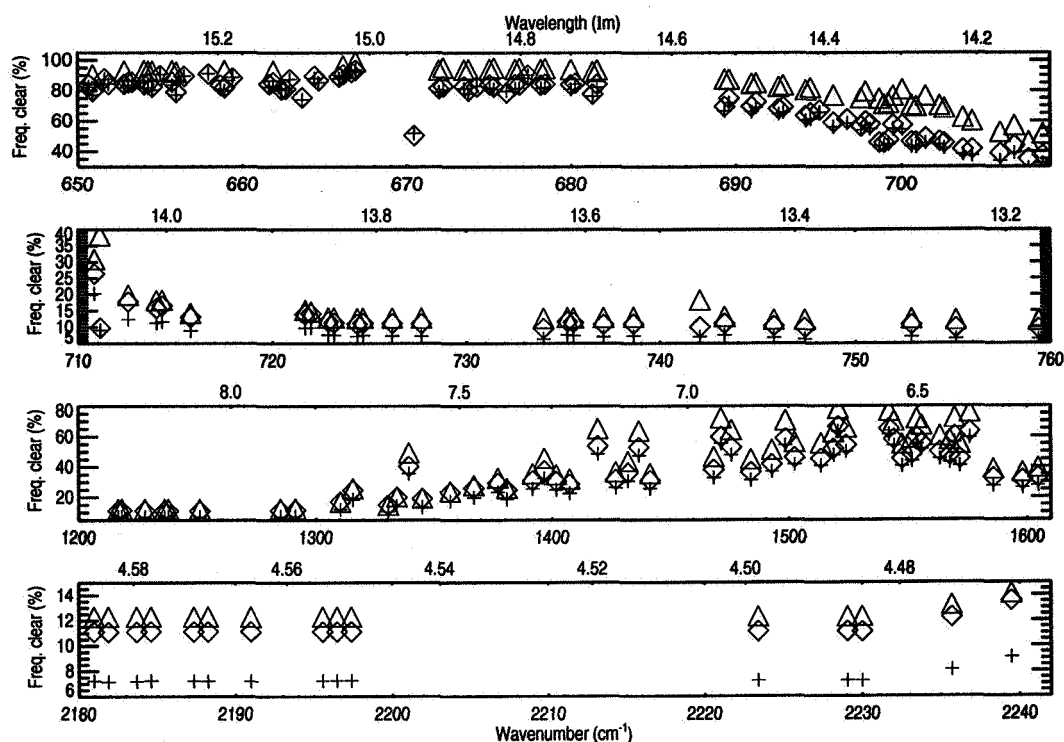 Wavelength (lm)
15.2 15.0 14.8 14.6 14.4 14.2
Freq. clear (%)
100
80
60
40
650 660 670 680 690 700
14.0 13.8 13.6 13.4 13.2
Freq. clear (%)
40
35
30
25
20
15
10
5
710 720 730 740 750 760
8.0 7.5 7.0 6.5
Freq. clear (%)
80
60
40
20
1200 1300 1400 1500 1600
4.58 4.56 4.54 4.52 4.50 4.48
Freq. clear (%)
14
12
10
8
6
2180 2190 2200 2210 2220 2230 2240
Wavenumber (cm⁻¹)